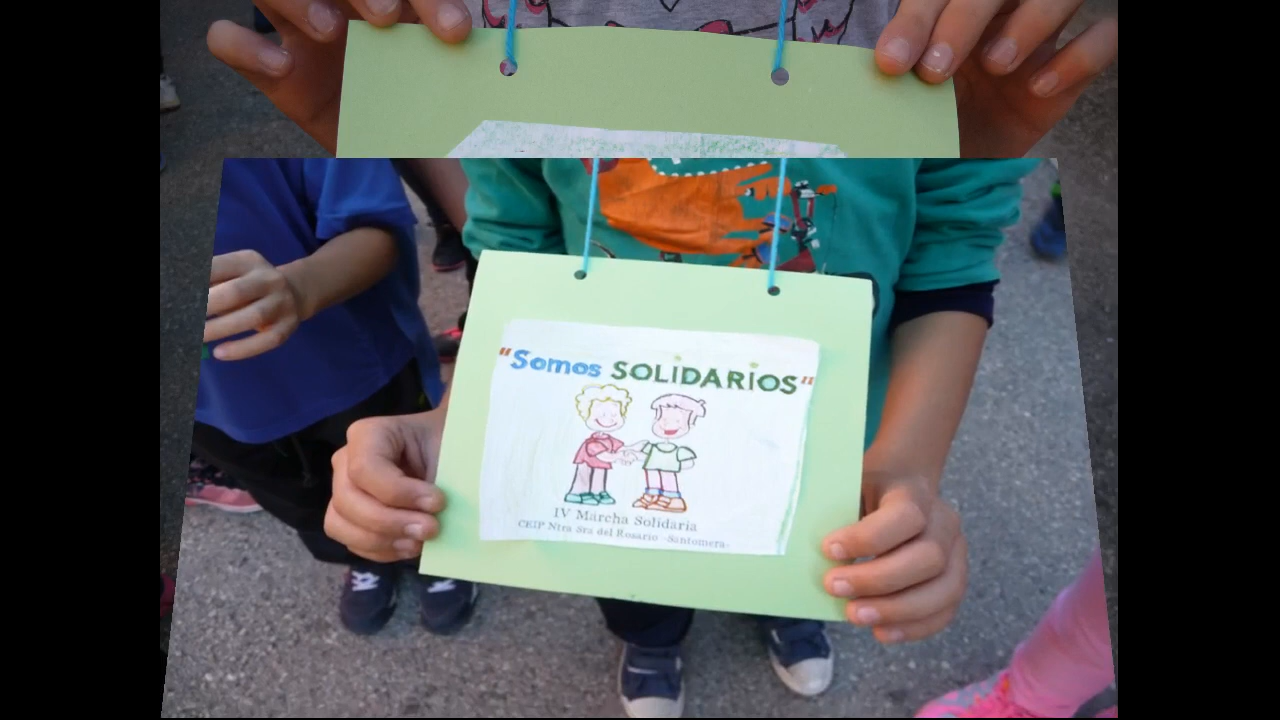 "Somos SOLIDARIOS"
IV Marcha Solidaria
CEIP Ntra Sra del Rosario -Santomera-